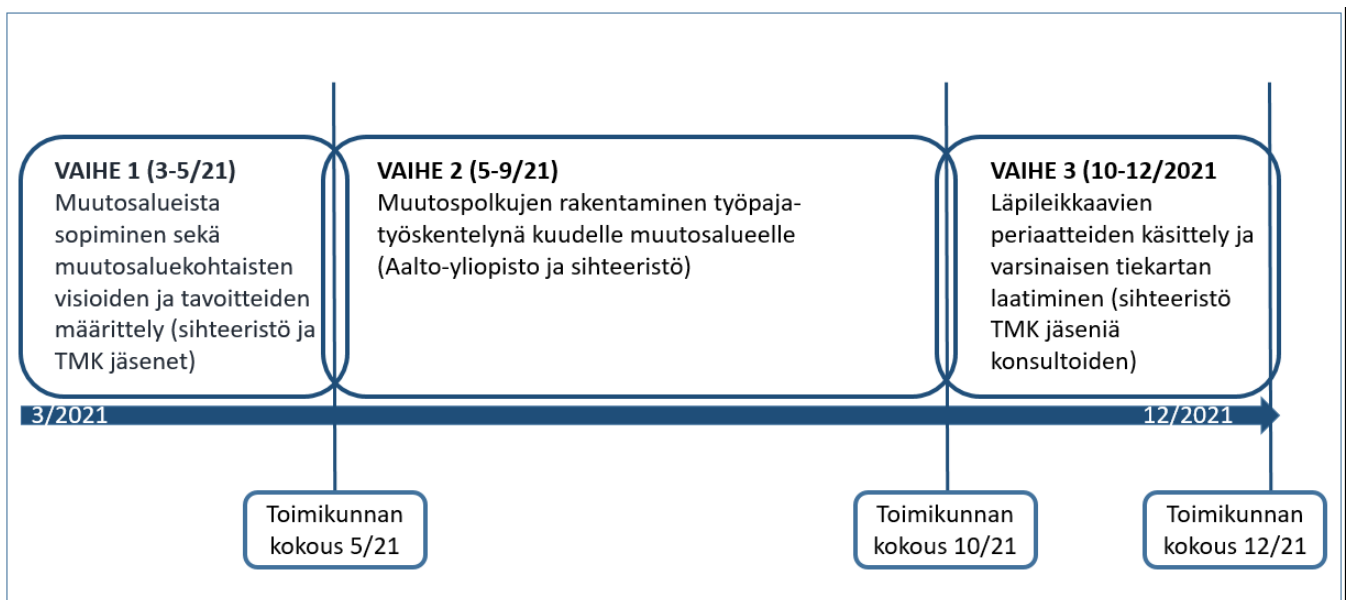 VAIHE 1 (3-5/21)
Muutosalueista
sopiminen sekä
muutosaluekohtaisten
visioiden ja tavoitteiden
määrittely (sihteeristö ja
TMK jäsenet)
VAIHE 2 (5-9/21)
Muutospolkujen rakentaminen työpaja-
työskentelynä kuudelle muutosalueelle
(Aalto-yliopisto ja sihteeristö)
VAIHE 3 (10-12/2021
Läpileikkaavien
periaatteiden käsittely ja
varsinaisen tiekartan
laatiminen (sihteeristö
TMK jäseniä
konsultoiden)
3/2021
12/2021
Toimikunnan
kokous 5/21
Toimikunnan
kokous 10/21
Toimikunnan
kokous 12/21